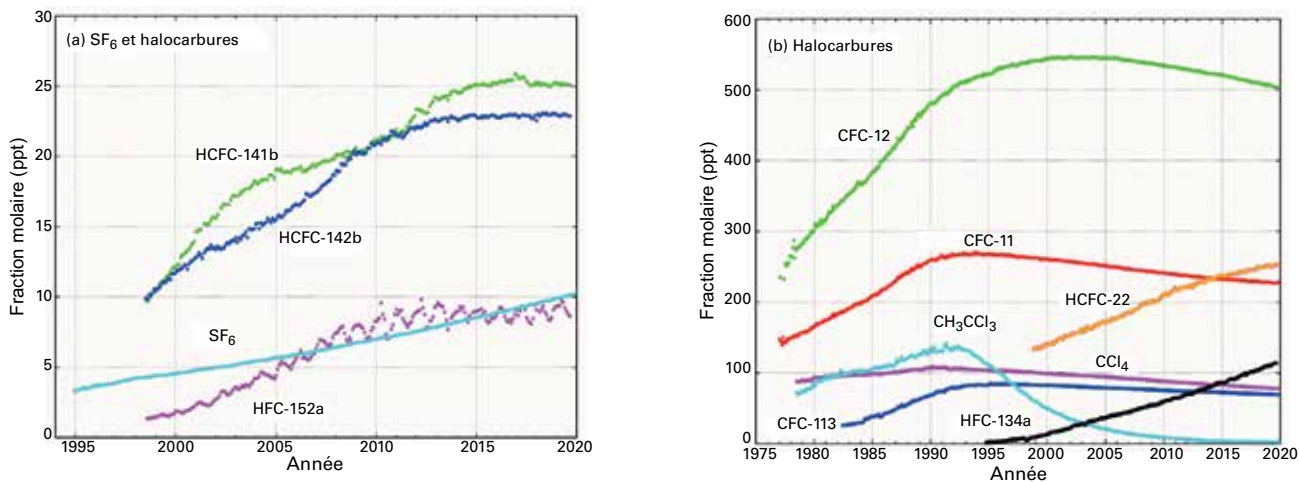 (a) SF₆ et halocarbures
Fraction molaire (ppt)
30
25
20
15
10
5
0
HCFC-141b
HCFC-142b
SF₆
HFC-152a
1995 2000 2005 2010 2015 2020
Année
(b) Halocarbures
Fraction molaire (ppt)
600
500
400
300
200
100
0
CFC-12
CFC-11
HCFC-22
CH₃CCl₃
CCl₄
CFC-113
HFC-134a
1975 1980 1985 1990 1995 2000 2005 2010 2015 2020
Année